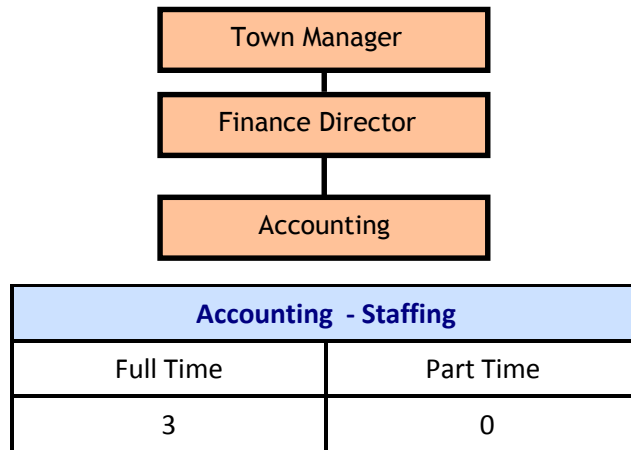 Town Manager
Finance Director
Accounting
Accounting - Staffing
Full Time Part Time
3 0